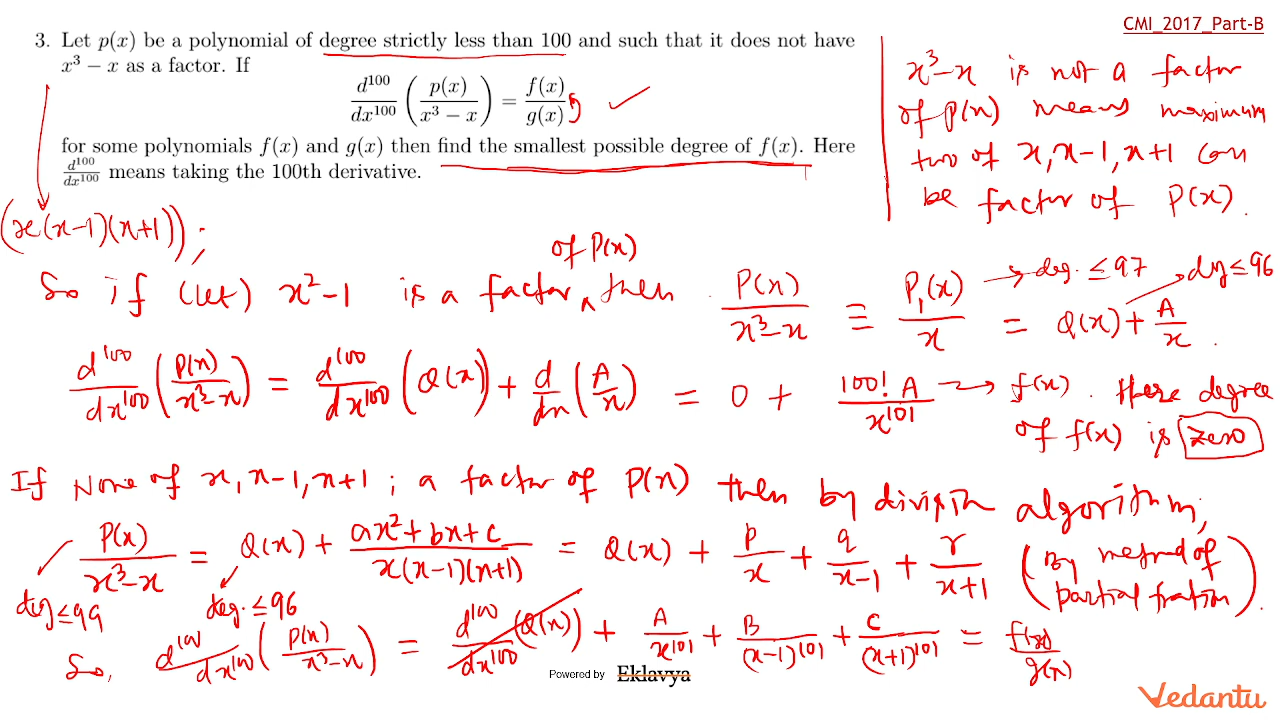 CMI_2017_Part-B
3. Let p(x) be a polynomial of degree strictly less than 100 and such that it does not have
x³ − x as a factor. If
d¹⁰⁰/dx¹⁰⁰ (p(x)/(x³ − x)) = f(x)/g(x)
for some polynomials f(x) and g(x) then find the smallest possible degree of f(x). Here
d¹⁰⁰/dx¹⁰⁰ means taking the 100th derivative.
x³-x is not a factor
of P(x) means maximum
two of x, x-1, x+1 can
be factor of P(x).
(x(x-1)(x+1));
of P(x)
So if (let) x²-1 is a factor ∧ then P(x)/(x³-x) = P₁(x)/x → deg. ≤ 97 = Q(x) + A/x → deg ≤ 96
d¹⁰⁰/dx¹⁰⁰ (P(x)/(x³-x)) = d¹⁰⁰/dx¹⁰⁰ (Q(x)) + d/dx (A/x) = 0 + 100! A/x¹⁰¹ → f(x). Here degree
of f(x) is zero
If None of x, x-1, x+1; a factor of P(x) then by division algorithm,
P(x)/(x³-x) = Q(x) + (ax²+bx+c)/(x(x-1)(x+1)) = Q(x) + p/x + q/(x-1) + r/(x+1) (By method of
partial fration).
deg ≤ 99 deg. ≤ 96
So, d¹⁰⁰/dx¹⁰⁰ (P(x)/(x³-x)) = d¹⁰⁰/dx¹⁰⁰ (Q(x)) + A/x¹⁰¹ + B/(x-1)¹⁰¹ + C/(x+1)¹⁰¹ = f(x)/g(x)
Powered by Eklavya
Vedantu